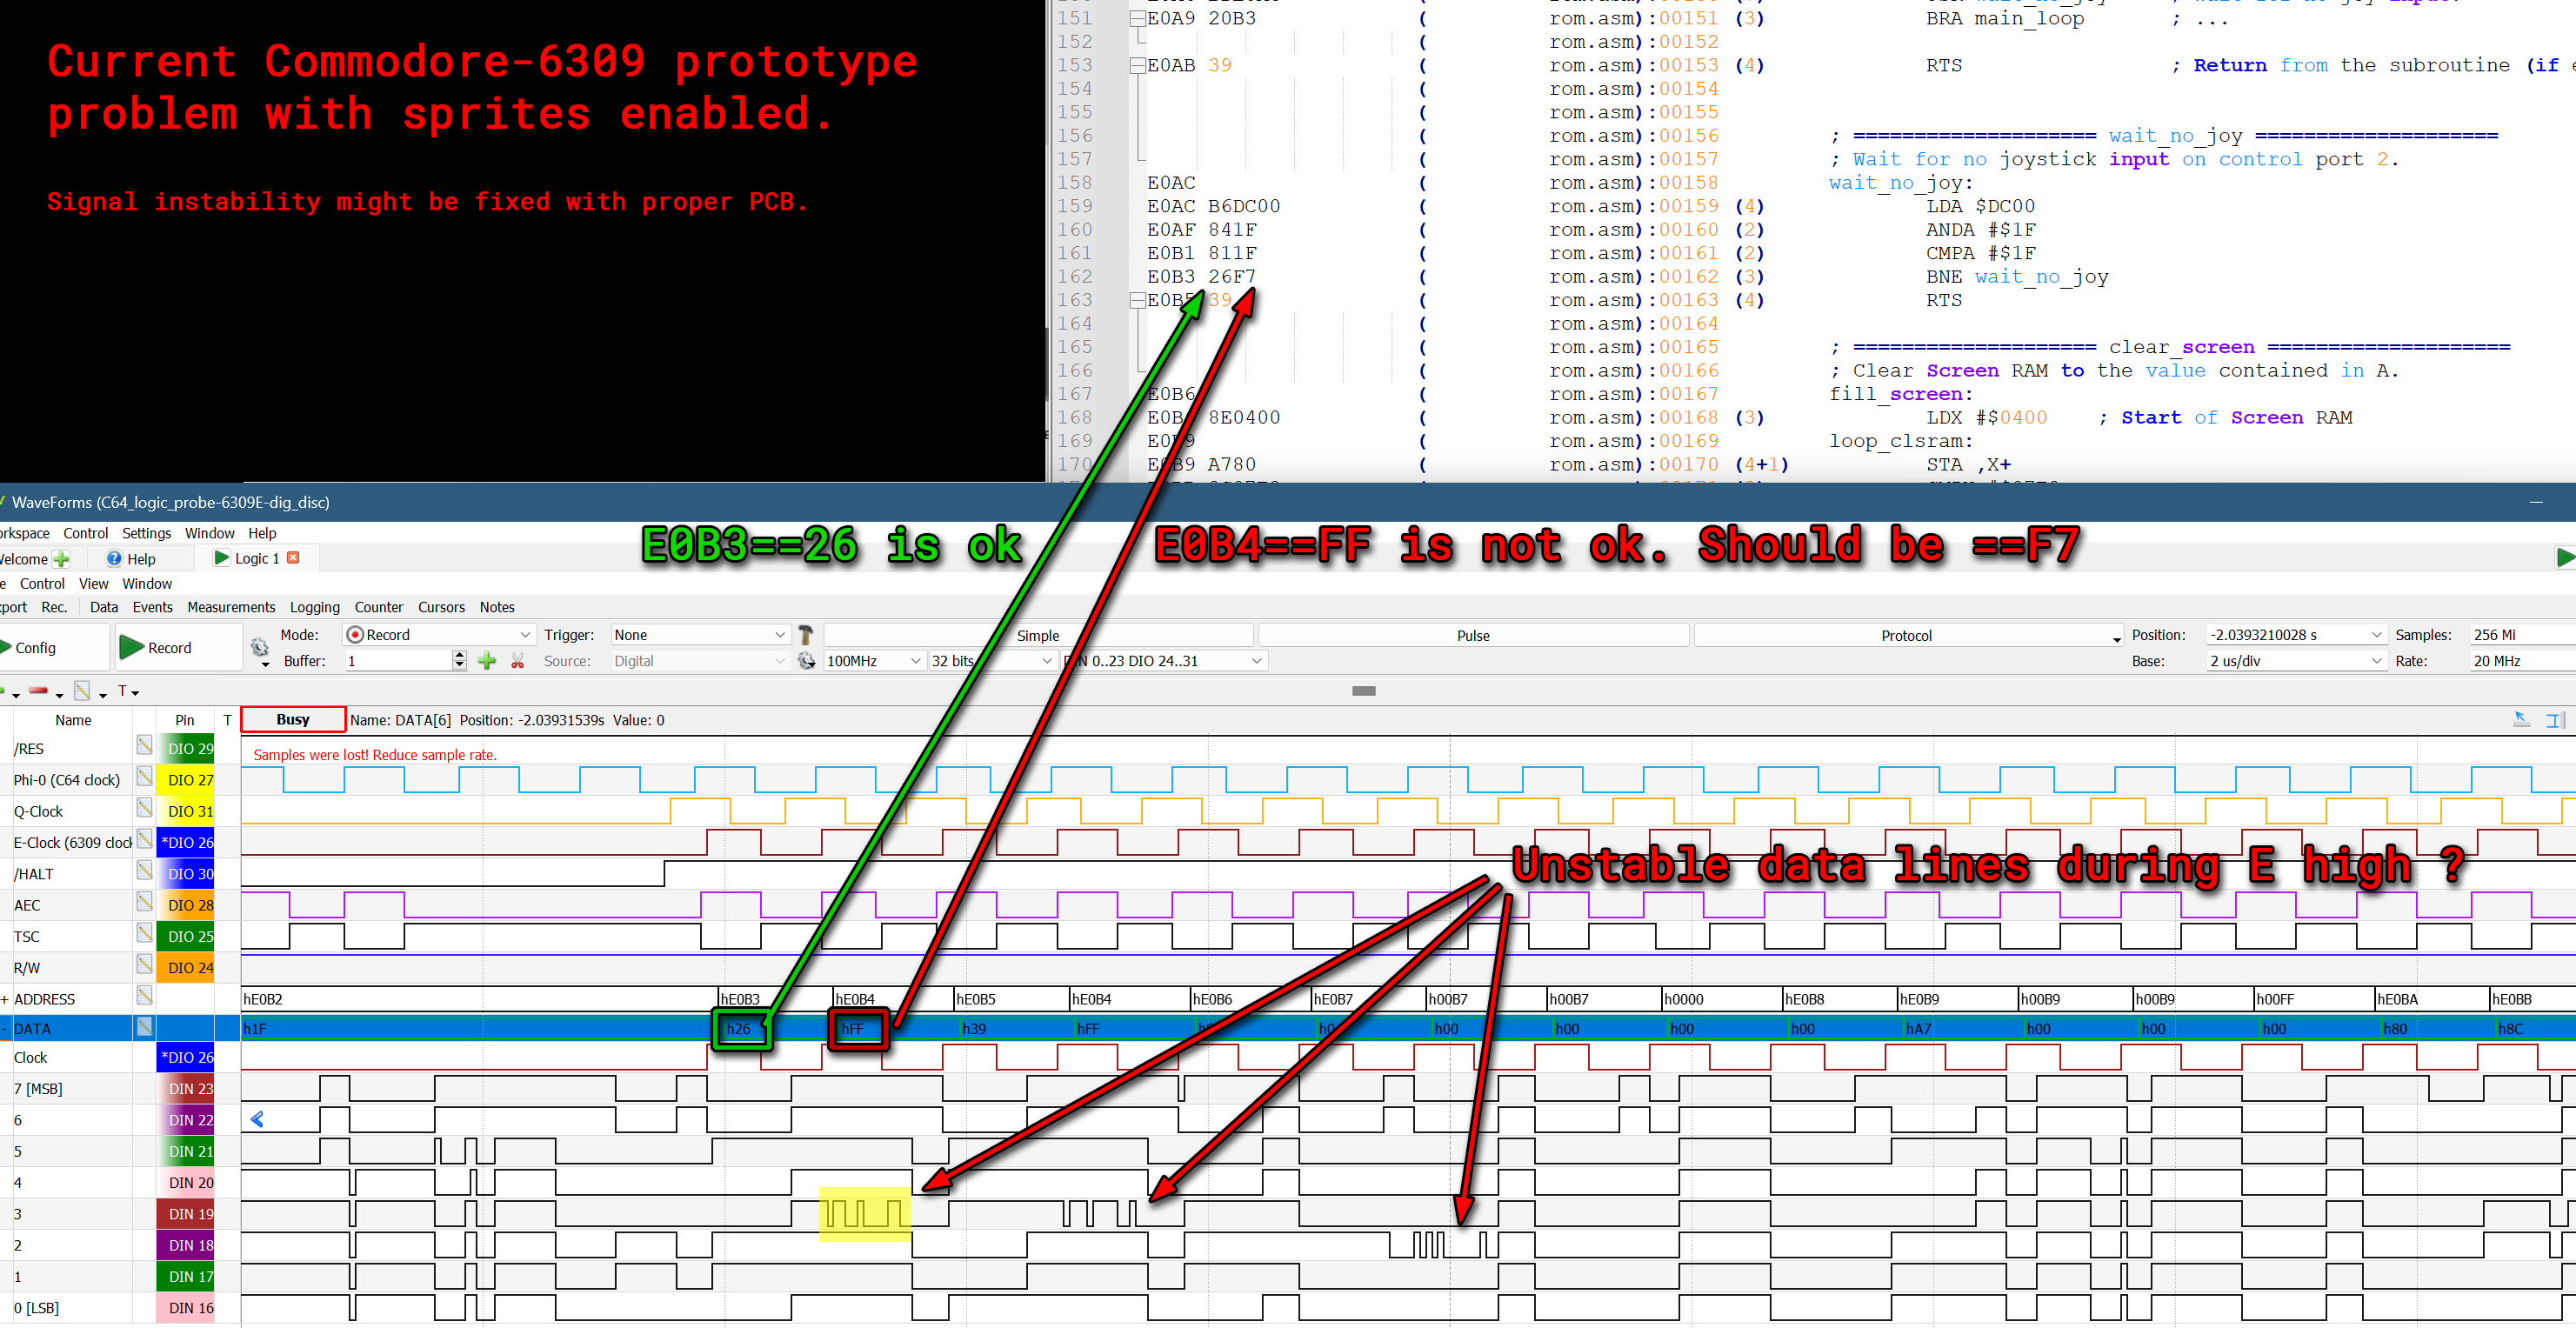 Current Commodore-6309 prototype
problem with sprites enabled.
Signal instability might be fixed with proper PCB.
151 E0A9 20B3 ( rom.asm):00151 (3) BRA main_loop ; ...
152 ( rom.asm):00152
153 E0AB 39 ( rom.asm):00153 (4) RTS ; Return from the subroutine (if
154 ( rom.asm):00154
155 ( rom.asm):00155
156 ( rom.asm):00156 ; =================== wait_no_joy ===================
157 ( rom.asm):00157 ; Wait for no joystick input on control port 2.
158 E0AC ( rom.asm):00158 wait_no_joy:
159 E0AC B6DC00 ( rom.asm):00159 (4) LDA $DC00
160 E0AF 841F ( rom.asm):00160 (2) ANDA #$1F
161 E0B1 811F ( rom.asm):00161 (2) CMPA #$1F
162 E0B3 26F7 ( rom.asm):00162 (3) BNE wait_no_joy
163 E0B5 39 ( rom.asm):00163 (4) RTS
164 ( rom.asm):00164
165 ( rom.asm):00165 ; =================== clear_screen ===================
166 ( rom.asm):00166 ; Clear Screen RAM to the value contained in A.
167 E0B6 ( rom.asm):00167 fill_screen:
168 E0B6 8E0400 ( rom.asm):00168 (3) LDX #$0400 ; Start of Screen RAM
169 E0B9 ( rom.asm):00169 loop_clsram:
170 E0B9 A780 ( rom.asm):00170 (4+1) STA ,X+
WaveForms (C64_logic_probe-6309E-dig_disc)
Control Settings Window Help
E0B3==26 is ok
E0B4==FF is not ok. Should be ==F7
Help Logic 1
Control View Window
Rec. Data Events Measurements Logging Counter Cursors Notes
Config Record Mode: Record Trigger: None Simple Pulse Protocol Position: -2.0393210028 s Samples: 256 Mi
Buffer: 1 Source: Digital 100MHz 32 bits DIN 0..23 DIO 24..31 Base: 2 us/div Rate: 20 MHz
T
Name Pin T Busy Name: DATA[6] Position: -2.03931539s Value: 0
/RES DIO 29 Samples were lost! Reduce sample rate.
Phi-0 (C64 clock) DIO 27
Q-Clock DIO 31
E-Clock (6309 clock *DIO 26
Unstable data lines during E high ?
/HALT DIO 30
AEC DIO 28
TSC DIO 25
R/W DIO 24
+ ADDRESS hE0B2 hE0B3 hE0B4 hE0B5 hE0B4 hE0B6 hE0B7 h00B7 h00B7 h0000 hE0B8 hE0B9 h00B9 h00B9 h00FF hE0BA hE0BB
- DATA h1F h26 hFF h39 hFF h00 h00 h00 h00 hA7 h00 h00 h00 h80 h8C
Clock *DIO 26
7 [MSB] DIN 23
6 DIN 22
5 DIN 21
4 DIN 20
3 DIN 19
2 DIN 18
1 DIN 17
0 [LSB] DIN 16